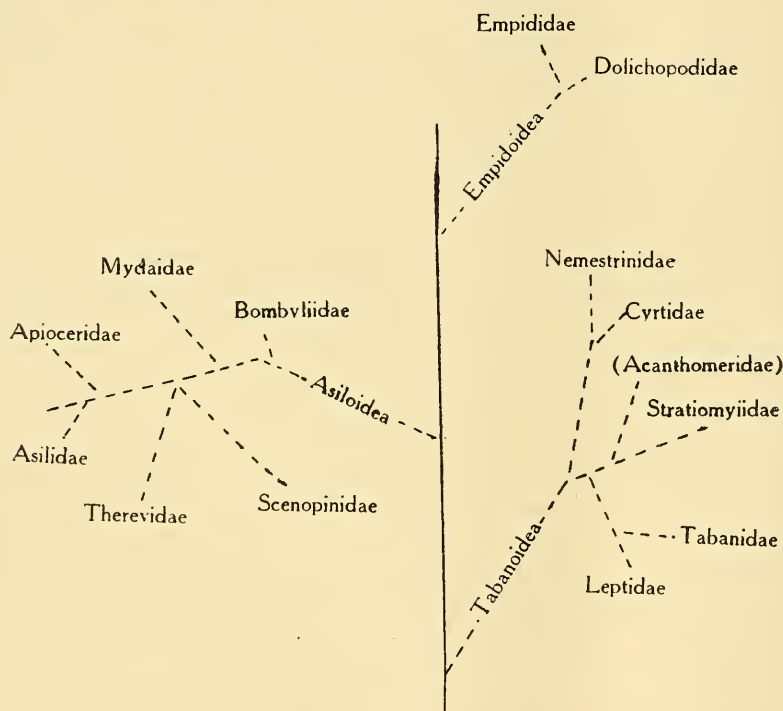 Empididae
Dolichopodidae
Empidoidea
Nemestrinidae
Mydaidae
Bombyliidae
Cyrtidae
Apioceridae
(Acanthomeridae)
Asiloidea
Stratiomyiidae
Asilidae
Scenopinidae
Therevidae
Tabanoidea
Tabanidae
Leptidae